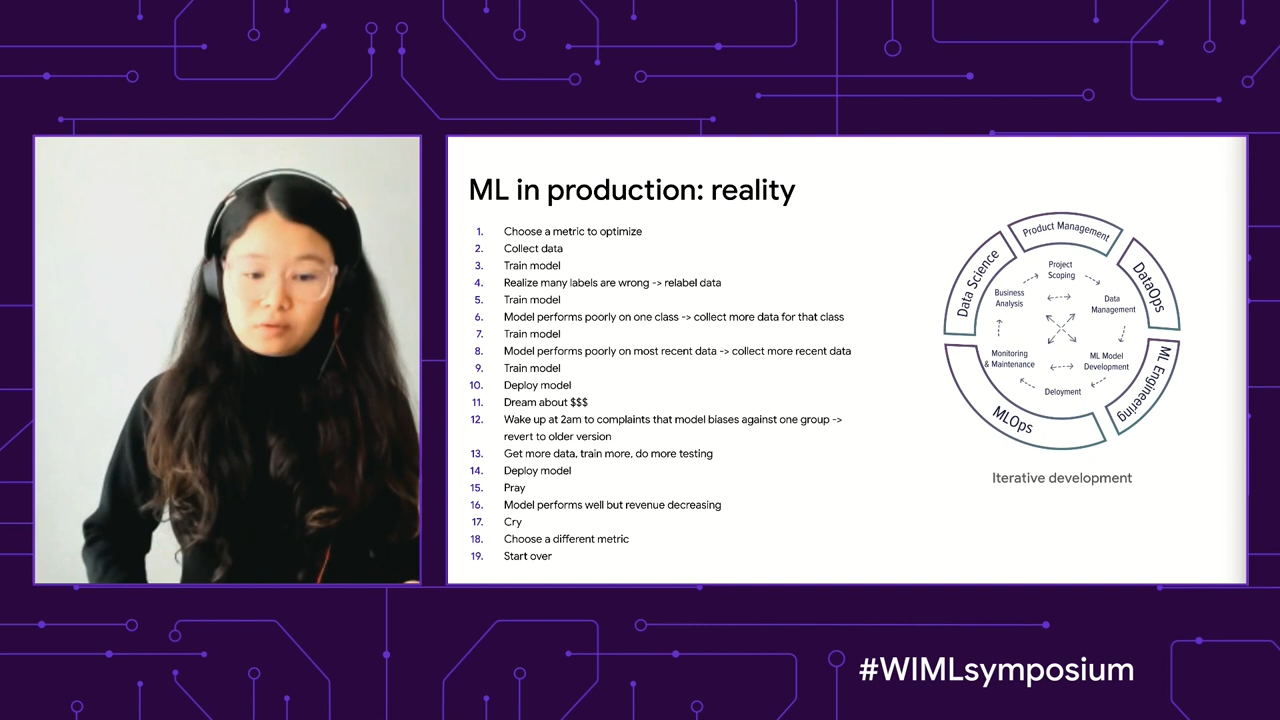 ML in production: reality
1. Choose a metric to optimize
2. Collect data
3. Train model
4. Realize many labels are wrong -> relabel data
5. Train model
6. Model performs poorly on one class -> collect more data for that class
7. Train model
8. Model performs poorly on most recent data -> collect more recent data
9. Train model
10. Deploy model
11. Dream about $$$
12. Wake up at 2am to complaints that model biases against one group ->
revert to older version
13. Get more data, train more, do more testing
14. Deploy model
15. Pray
16. Model performs well but revenue decreasing
17. Cry
18. Choose a different metric
19. Start over
Product Management
DataOps
ML Engineering
MLOps
Data Science
Project
Scoping
Data
Management
ML Model
Development
Deloyment
Monitoring
& Maintenance
Business
Analysis
Iterative development
#WIMLsymposium